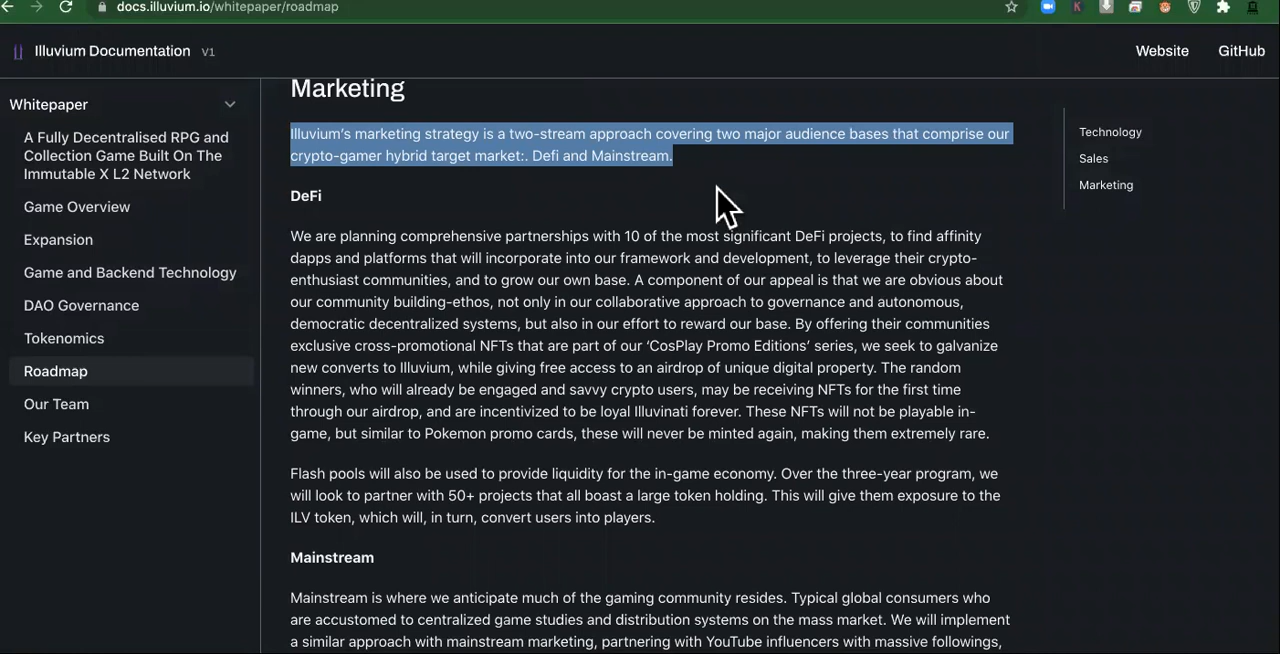 docs.illuvium.io/whitepaper/roadmap
Illuvium Documentation V1
Website
GitHub
Whitepaper
A Fully Decentralised RPG and
Collection Game Built On The
Immutable X L2 Network
Game Overview
Expansion
Game and Backend Technology
DAO Governance
Tokenomics
Roadmap
Our Team
Key Partners
Marketing
Illuvium's marketing strategy is a two-stream approach covering two major audience bases that comprise our
crypto-gamer hybrid target market:. Defi and Mainstream.
DeFi
We are planning comprehensive partnerships with 10 of the most significant DeFi projects, to find affinity
dapps and platforms that will incorporate into our framework and development, to leverage their crypto-
enthusiast communities, and to grow our own base. A component of our appeal is that we are obvious about
our community building-ethos, not only in our collaborative approach to governance and autonomous,
democratic decentralized systems, but also in our effort to reward our base. By offering their communities
exclusive cross-promotional NFTs that are part of our 'CosPlay Promo Editions' series, we seek to galvanize
new converts to Illuvium, while giving free access to an airdrop of unique digital property. The random
winners, who will already be engaged and savvy crypto users, may be receiving NFTs for the first time
through our airdrop, and are incentivized to be loyal Illuvinati forever. These NFTs will not be playable in-
game, but similar to Pokemon promo cards, these will never be minted again, making them extremely rare.
Flash pools will also be used to provide liquidity for the in-game economy. Over the three-year program, we
will look to partner with 50+ projects that all boast a large token holding. This will give them exposure to the
ILV token, which will, in turn, convert users into players.
Mainstream
Mainstream is where we anticipate much of the gaming community resides. Typical global consumers who
are accustomed to centralized game studies and distribution systems on the mass market. We will implement
a similar approach with mainstream marketing, partnering with YouTube influencers with massive followings,
Technology
Sales
Marketing